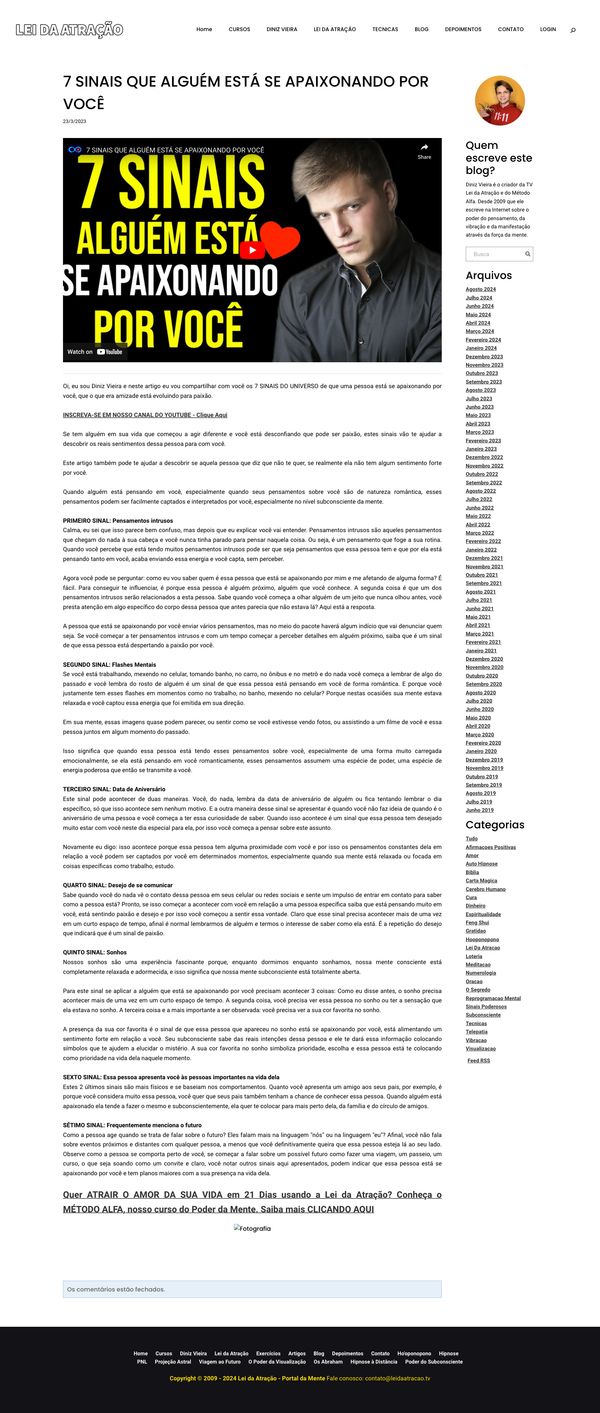 LEI DA ATRAÇÃO
Home CURSOS DINIZ VIEIRA LEI DA ATRAÇÃO TECNICAS BLOG DEPOIMENTOS CONTATO LOGIN
7 SINAIS QUE ALGUÉM ESTÁ SE APAIXONANDO POR
VOCÊ
23/3/2023
7 SINAIS QUE ALGUÉM ESTÁ SE APAIXONANDO POR VOCÊ
Share
7 SINAIS
ALGUÉM ESTÁ
SE APAIXONANDO
POR VOCÊ
Watch on YouTube
Oi, eu sou Diniz Vieira e neste artigo eu vou compartilhar com você os 7 SINAIS DO UNIVERSO de que uma pessoa está se apaixonando por
você, que o que era amizade está evoluindo para paixão.
INSCREVA-SE EM NOSSO CANAL DO YOUTUBE - Clique Aqui
Se tem alguém em sua vida que começou a agir diferente e você está desconfiando que pode ser paixão, estes sinais vão te ajudar a
descobrir os reais sentimentos dessa pessoa para com você.
Este artigo também pode te ajudar a descobrir se aquela pessoa que diz que não te quer, se realmente ela não tem algum sentimento forte
por você.
Quando alguém está pensando em você, especialmente quando seus pensamentos sobre você são de natureza romântica, esses
pensamentos podem ser facilmente captados e interpretados por você, especialmente no nível subconsciente da mente.
PRIMEIRO SINAL: Pensamentos intrusos
Calma, eu sei que isso parece bem confuso, mas depois que eu explicar você vai entender. Pensamentos intrusos são aqueles pensamentos
que chegam do nada à sua cabeça e você nunca tinha parado para pensar naquela coisa. Ou seja, é um pensamento que foge a sua rotina.
Quando você percebe que está tendo muitos pensamentos intrusos pode ser que seja pensamentos que essa pessoa tem e que por ela está
pensando tanto em você, acaba enviando essa energia e você capta, sem perceber.
Agora você pode se perguntar: como eu vou saber quem é essa pessoa que está se apaixonando por mim e me afetando de alguma forma? É
fácil. Para conseguir te influenciar, é porque essa pessoa é alguém próximo, alguém que você conhece. A segunda coisa é que um dos
pensamentos intrusos serão relacionados a esta pessoa. Sabe quando você começa a olhar alguém de um jeito que nunca olhou antes, você
presta atenção em algo específico do corpo dessa pessoa que antes parecia que não estava lá? Aqui está a resposta.
A pessoa que está se apaixonando por você enviar vários pensamentos, mas no meio do pacote haverá algum indício que vai denunciar quem
seja. Se você começar a ter pensamentos intrusos e com um tempo começar a perceber detalhes em alguém próximo, saiba que é um sinal
de que essa pessoa está despertando a paixão por você.
SEGUNDO SINAL: Flashes Mentais
Se você está trabalhando, mexendo no celular, tomando banho, no carro, no ônibus e no metrô e do nada você começa a lembrar de algo do
passado e você lembra do rosto de alguém é um sinal de que essa pessoa está pensando em você de forma romântica. E porque você
justamente tem esses flashes em momentos como no trabalho, no banho, mexendo no celular? Porque nestas ocasiões sua mente estava
relaxada e você captou essa energia que foi emitida em sua direção.
Em sua mente, essas imagens quase podem parecer, ou sentir como se você estivesse vendo fotos, ou assistindo a um filme de você e essa
pessoa juntos em algum momento do passado.
Isso significa que quando essa pessoa está tendo esses pensamentos sobre você, especialmente de uma forma muito carregada
emocionalmente, se ela está pensando em você romanticamente, esses pensamentos assumem uma espécie de poder, uma espécie de
energia poderosa que então se transmite a você.
TERCEIRO SINAL: Data de Aniversário
Este sinal pode acontecer de duas maneiras. Você, do nada, lembra da data de aniversário de alguém ou fica tentando lembrar o dia
específico, só que isso acontece sem nenhum motivo. E a outra maneira desse sinal se apresentar é quando você não faz ideia de quando é o
aniversário de uma pessoa e você começa a ter essa curiosidade de saber. Quando isso acontece é um sinal que essa pessoa tem desejado
muito estar com você neste dia especial para ela, por isso você começa a pensar sobre este assunto.
Novamente eu digo: isso acontece porque essa pessoa tem alguma proximidade com você e por isso os pensamentos constantes dela em
relação a você podem ser captados por você em determinados momentos, especialmente quando sua mente está relaxada ou focada em
coisas específicas como trabalho, estudo.
QUARTO SINAL: Desejo de se comunicar
Sabe quando você do nada vê o contato dessa pessoa em seus celular ou redes sociais e sente um impulso de entrar em contato para saber
como a pessoa está? Pronto, se isso começar a acontecer com você em relação a uma pessoa específica saiba que está pensando muito em
você, está sentindo paixão e desejo e por isso você começou a sentir essa vontade. Claro que esse sinal precisa acontecer mais de uma vez
em um curto espaço de tempo, afinal é normal lembrarmos de alguém e termos o interesse de saber como ela está. É a repetição do desejo
que indicará que é um sinal de paixão.
QUINTO SINAL: Sonhos
Nossos sonhos são uma experiência fascinante porque, enquanto dormimos enquanto sonhamos, nossa mente consciente está
completamente relaxada e adormecida, e isso significa que nossa mente subconsciente está totalmente aberta.
Para este sinal se aplicar a alguém que está se apaixonando por você precisam acontecer 3 coisas: Como eu disse antes, o sonho precisa
acontecer mais de uma vez em um curto espaço de tempo. A segunda coisa, você precisa ver essa pessoa no sonho ou ter a sensação que
ela estava no sonho. A terceira coisa e a mais importante a ser observada: você precisa ver a sua cor favorita no sonho.
A presença da sua cor favorita é o sinal de que essa pessoa que apareceu no sonho está se apaixonando por você, está alimentando um
sentimento forte em relação a você. Seu subconsciente sabe das reais intenções dessa pessoa e ele te dará essa informação colocando
símbolos que te ajudem a elucidar o mistério. A sua cor favorita no sonho simboliza prioridade, escolha e essa pessoa está te colocando
como prioridade na vida dela naquele momento.
SEXTO SINAL: Essa pessoa apresenta você às pessoas importantes na vida dela
Estes 2 últimos sinais são mais físicos e se baseiam nos comportamentos. Quanto você apresenta um amigo aos seus pais, por exemplo, é
porque você considera muito essa pessoa, você quer que seus pais também tenham a chance de conhecer essa pessoa. Quando alguém está
apaixonado ela tende a fazer o mesmo e subconscientemente, ela quer te colocar para mais perto dela, da família e do círculo de amigos.
SÉTIMO SINAL: Frequentemente menciona o futuro
Como a pessoa age quando se trata de falar sobre o futuro? Eles falam mais na linguagem "nós" ou na linguagem "eu"? Afinal, você não fala
sobre eventos próximos e distantes com qualquer pessoa, a menos que você definitivamente queira que essa pessoa esteja lá ao seu lado.
Observe como a pessoa se comporta perto de você, se começar a falar sobre um possível futuro como fazer uma viagem, um passeio, um
curso, o que seja soando como um convite e claro, você notar outros sinais aqui apresentados, podem indicar que essa pessoa está se
apaixonando por você e tem planos maiores com a sua presença na vida dela.
Quer ATRAIR O AMOR DA SUA VIDA em 21 Dias usando a Lei da Atração? Conheça o
MÉTODO ALFA, nosso curso do Poder da Mente. Saiba mais CLICANDO AQUI
Fotografia
Os comentários estão fechados.
11:11
Quem
escreve este
blog?
Diniz Vieira é o criador da TV
Lei da Atração e do Método
Alfa. Desde 2009 que ele
escreve na Internet sobre o
poder do pensamento, da
vibração e da manifestação
através da força da mente.
Busca
Arquivos
Agosto 2024
Julho 2024
Junho 2024
Maio 2024
Abril 2024
Março 2024
Fevereiro 2024
Janeiro 2024
Dezembro 2023
Novembro 2023
Outubro 2023
Setembro 2023
Agosto 2023
Julho 2023
Junho 2023
Maio 2023
Abril 2023
Março 2023
Fevereiro 2023
Janeiro 2023
Dezembro 2022
Novembro 2022
Outubro 2022
Setembro 2022
Agosto 2022
Julho 2022
Junho 2022
Maio 2022
Abril 2022
Março 2022
Fevereiro 2022
Janeiro 2022
Dezembro 2021
Novembro 2021
Outubro 2021
Setembro 2021
Agosto 2021
Julho 2021
Junho 2021
Maio 2021
Abril 2021
Março 2021
Fevereiro 2021
Janeiro 2021
Dezembro 2020
Novembro 2020
Outubro 2020
Setembro 2020
Agosto 2020
Julho 2020
Junho 2020
Maio 2020
Abril 2020
Março 2020
Fevereiro 2020
Janeiro 2020
Dezembro 2019
Novembro 2019
Outubro 2019
Setembro 2019
Agosto 2019
Julho 2019
Junho 2019
Categorias
Tudo
Afirmacoes Positivas
Amor
Auto Hipnose
Bíblia
Carta Magica
Cerebro Humano
Cura
Dinheiro
Espiritualidade
Feng Shui
Gratidao
Hooponopono
Lei Da Atracao
Loteria
Meditacao
Numerologia
Oracao
O Segredo
Reprogramacao Mental
Sinais Poderosos
Subconsciente
Tecnicas
Telepatia
Vibracao
Visualizacao
Feed RSS
Home Cursos Diniz Vieira Lei da Atração Exercícios Artigos Blog Depoimentos Contato Ho'oponopono Hipnose
PNL Projeção Astral Viagem ao Futuro O Poder da Visualização Os Abraham Hipnose à Distância Poder do Subconsciente
Copyright © 2009 - 2024 Lei da Atração - Portal da Mente Fale conosco: contato@leidaatracao.tv